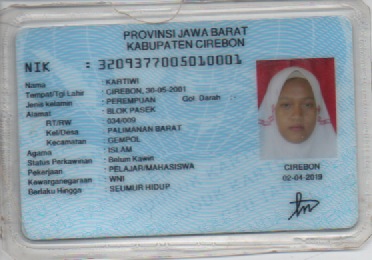 PROVINSI JAWA BARAT
KABUPATEN CIREBON
NIK : 3209377005010001
Nama : KARTIWI
Tempat/Tgl Lahir : CIREBON, 30-05-2001
Jenis kelamin : PEREMPUAN Gol. Darah :
Alamat : BLOK PASEK
RT/RW : 034/009
Kel/Desa : PALIMANAN BARAT
Kecamatan : GEMPOL
Agama : ISLAM
Status Perkawinan : Belum Kawin
Pekerjaan : PELAJAR/MAHASISWA
Kewarganegaraan : WNI
Berlaku Hingga : SEUMUR HIDUP
CIREBON
02-04-2019